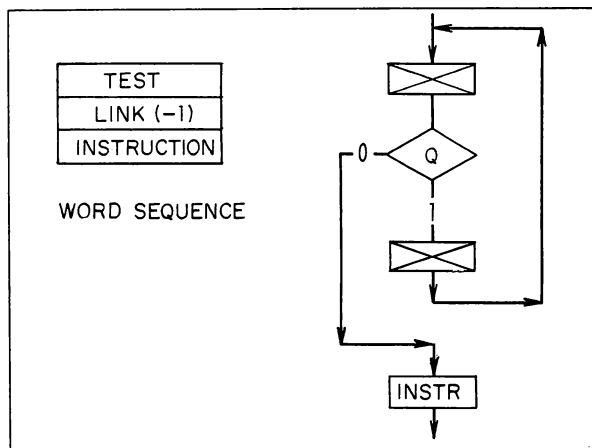 TEST
LINK (-1)
INSTRUCTION
WORD SEQUENCE
0
Q
1
INSTR